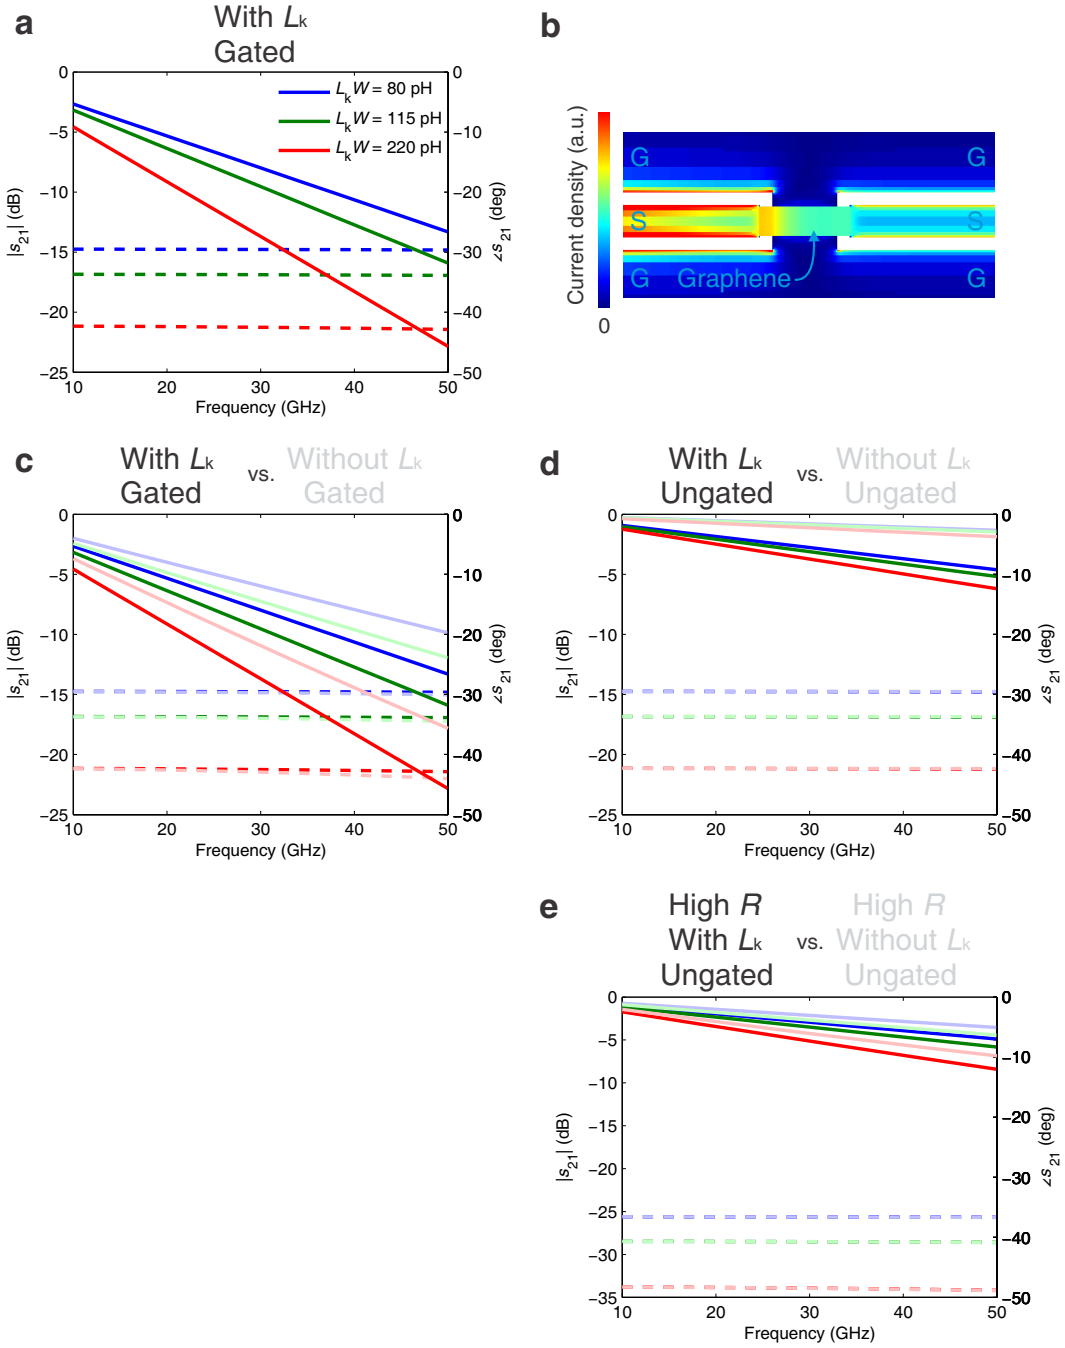 a
With Lk
Gated
0
−5
−10
−15
−20
−25
|s21| (dB)
LkW = 80 pH
LkW = 115 pH
LkW = 220 pH
0
−10
−20
−30
−40
−50
∠s21 (deg)
10 20 30 40 50
Frequency (GHz)
b
Current density (a.u.)
0
G G
S S
G Graphene G
c
With Lk vs. Without Lk
Gated Gated
0
−5
−10
−15
−20
−25
|s21| (dB)
0
−10
−20
−30
−40
−50
∠s21 (deg)
10 20 30 40 50
Frequency (GHz)
d
With Lk vs. Without Lk
Ungated Ungated
0
−5
−10
−15
−20
−25
|s21| (dB)
0
−10
−20
−30
−40
−50
∠s21 (deg)
10 20 30 40 50
Frequency (GHz)
e
High R High R
With Lk vs. Without Lk
Ungated Ungated
0
−5
−10
−15
−20
−25
−30
−35
|s21| (dB)
0
−10
−20
−30
−40
−50
∠s21 (deg)
10 20 30 40 50
Frequency (GHz)